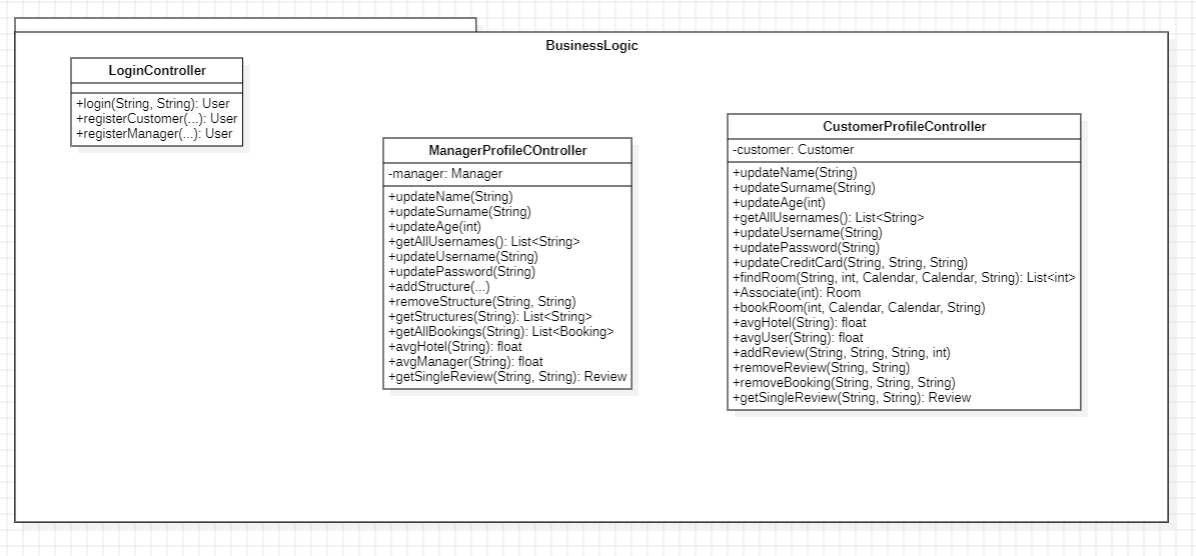 BusinessLogic
LoginController
+login(String, String): User
+registerCustomer(...): User
+registerManager(...): User
ManagerProfileCOntroller
-manager: Manager
+updateName(String)
+updateSurname(String)
+updateAge(int)
+getAllUsernames(): List<String>
+updateUsername(String)
+updatePassword(String)
+addStructure(...)
+removeStructure(String, String)
+getStructures(String): List<String>
+getAllBookings(String): List<Booking>
+avgHotel(String): float
+avgManager(String): float
+getSingleReview(String, String): Review
CustomerProfileController
-customer: Customer
+updateName(String)
+updateSurname(String)
+updateAge(int)
+getAllUsernames(): List<String>
+updateUsername(String)
+updatePassword(String)
+updateCreditCard(String, String, String)
+findRoom(String, int, Calendar, Calendar, String): List<int>
+Associate(int): Room
+bookRoom(int, Calendar, Calendar, String)
+avgHotel(String): float
+avgUser(String): float
+addReview(String, String, String, int)
+removeReview(String, String)
+removeBooking(String, String, String)
+getSingleReview(String, String): Review